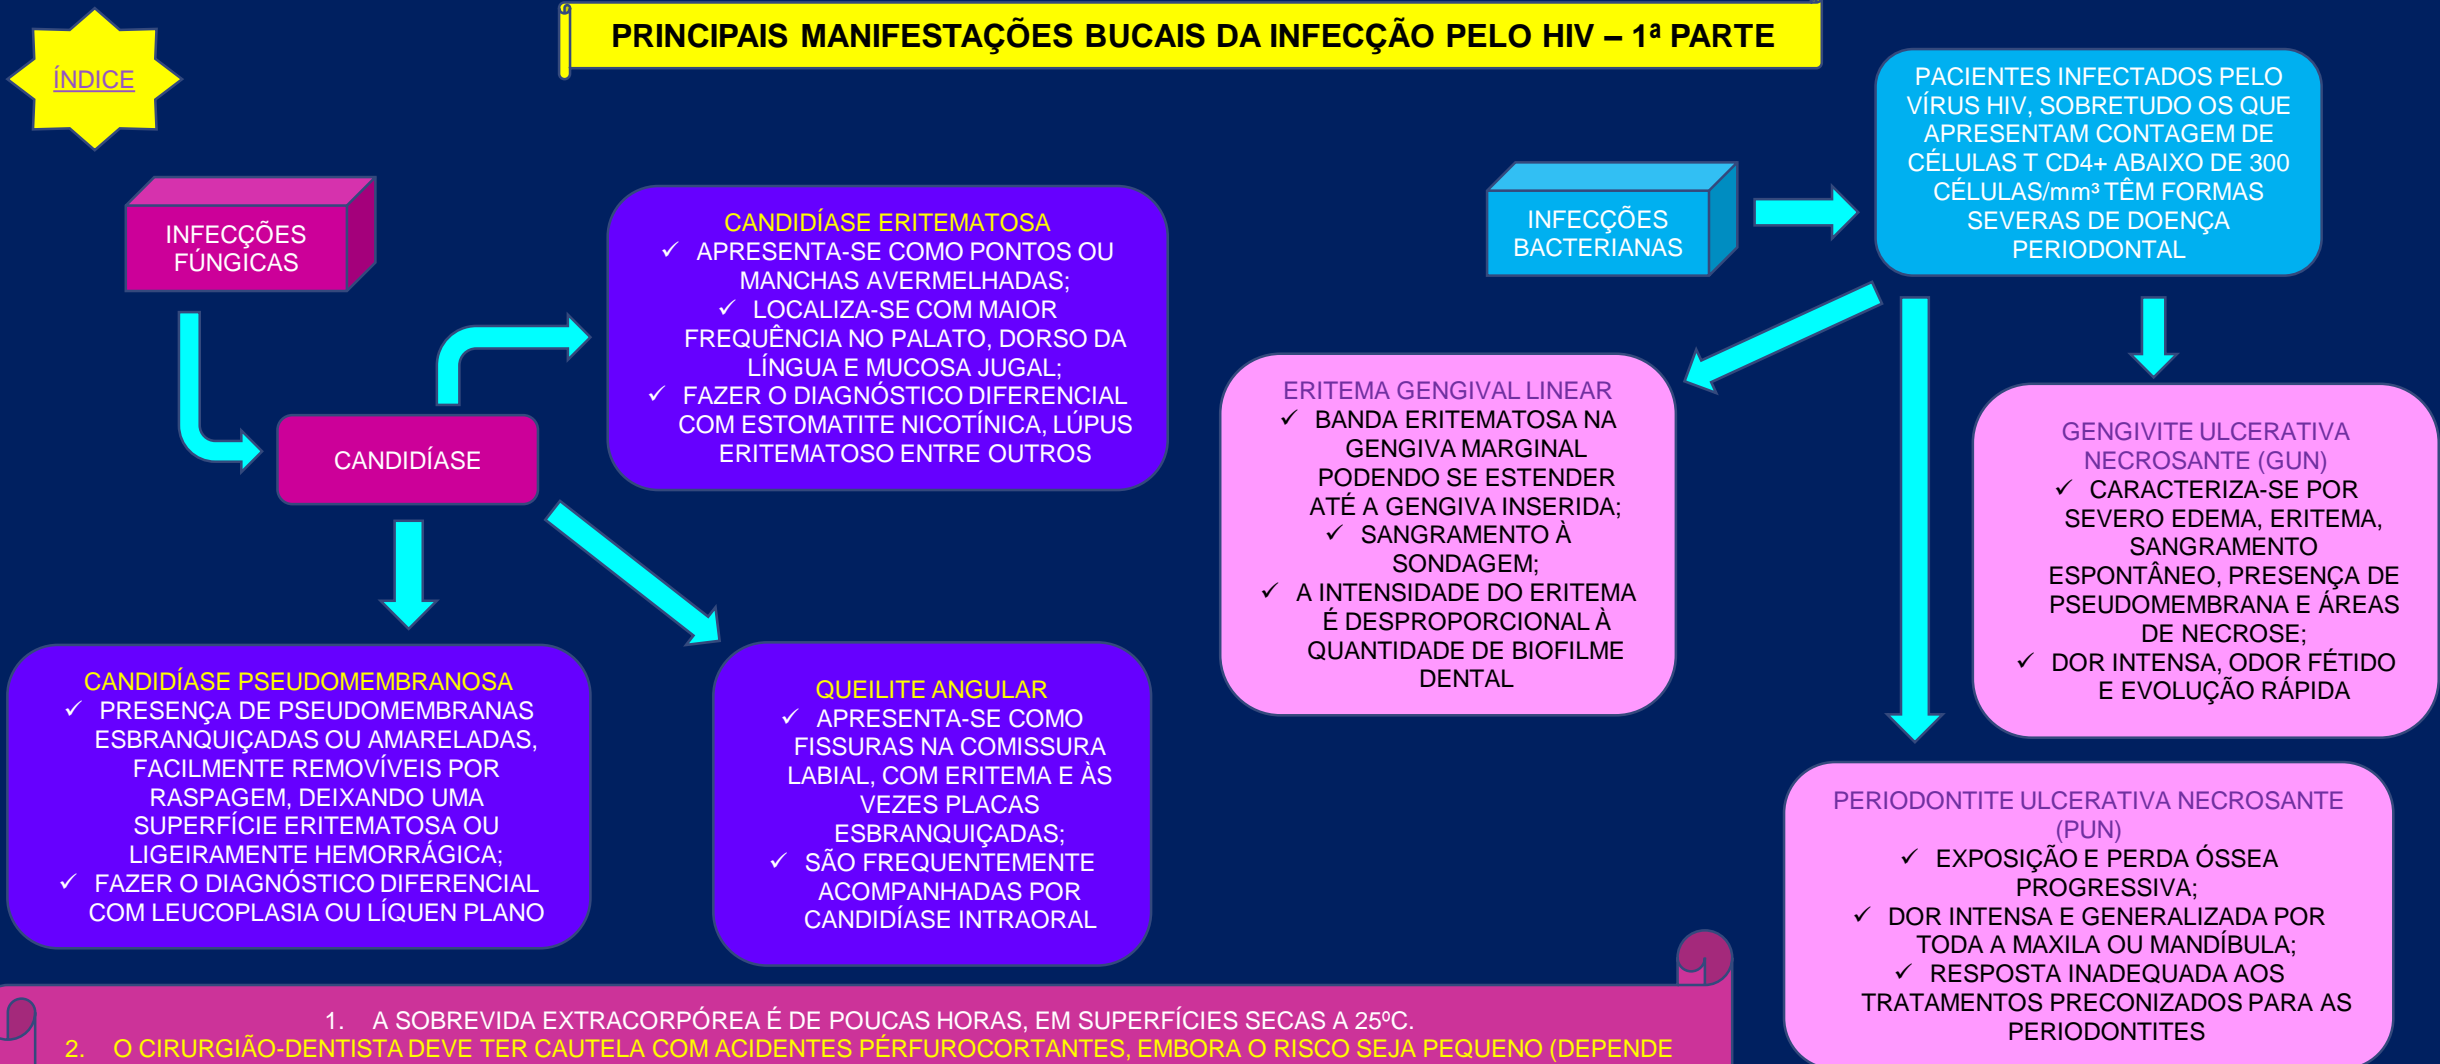 PRINCIPAIS MANIFESTAÇÕES BUCAIS DA INFECÇÃO PELO HIV – 1ª PARTE
ÍNDICE
INFECÇÕES
FÚNGICAS
CANDIDÍASE
CANDIDÍASE ERITEMATOSA
✓ APRESENTA-SE COMO PONTOS OU
MANCHAS AVERMELHADAS;
✓ LOCALIZA-SE COM MAIOR
FREQUÊNCIA NO PALATO, DORSO DA
LÍNGUA E MUCOSA JUGAL;
✓ FAZER O DIAGNÓSTICO DIFERENCIAL
COM ESTOMATITE NICOTÍNICA, LÚPUS
ERITEMATOSO ENTRE OUTROS
CANDIDÍASE PSEUDOMEMBRANOSA
✓ PRESENÇA DE PSEUDOMEMBRANAS
ESBRANQUIÇADAS OU AMARELADAS,
FACILMENTE REMOVÍVEIS POR
RASPAGEM, DEIXANDO UMA
SUPERFÍCIE ERITEMATOSA OU
LIGEIRAMENTE HEMORRÁGICA;
✓ FAZER O DIAGNÓSTICO DIFERENCIAL
COM LEUCOPLASIA OU LÍQUEN PLANO
QUEILITE ANGULAR
✓ APRESENTA-SE COMO
FISSURAS NA COMISSURA
LABIAL, COM ERITEMA E ÀS
VEZES PLACAS
ESBRANQUIÇADAS;
✓ SÃO FREQUENTEMENTE
ACOMPANHADAS POR
CANDIDÍASE INTRAORAL
INFECÇÕES
BACTERIANAS
PACIENTES INFECTADOS PELO
VÍRUS HIV, SOBRETUDO OS QUE
APRESENTAM CONTAGEM DE
CÉLULAS T CD4+ ABAIXO DE 300
CÉLULAS/mm³ TÊM FORMAS
SEVERAS DE DOENÇA
PERIODONTAL
ERITEMA GENGIVAL LINEAR
✓ BANDA ERITEMATOSA NA
GENGIVA MARGINAL
PODENDO SE ESTENDER
ATÉ A GENGIVA INSERIDA;
✓ SANGRAMENTO À
SONDAGEM;
✓ A INTENSIDADE DO ERITEMA
É DESPROPORCIONAL À
QUANTIDADE DE BIOFILME
DENTAL
GENGIVITE ULCERATIVA
NECROSANTE (GUN)
✓ CARACTERIZA-SE POR
SEVERO EDEMA, ERITEMA,
SANGRAMENTO
ESPONTÂNEO, PRESENÇA DE
PSEUDOMEMBRANA E ÁREAS
DE NECROSE;
✓ DOR INTENSA, ODOR FÉTIDO
E EVOLUÇÃO RÁPIDA
PERIODONTITE ULCERATIVA NECROSANTE
(PUN)
✓ EXPOSIÇÃO E PERDA ÓSSEA
PROGRESSIVA;
✓ DOR INTENSA E GENERALIZADA POR
TODA A MAXILA OU MANDÍBULA;
✓ RESPOSTA INADEQUADA AOS
TRATAMENTOS PRECONIZADOS PARA AS
PERIODONTITES
1. A SOBREVIDA EXTRACORPÓREA É DE POUCAS HORAS, EM SUPERFÍCIES SECAS A 25ºC.
2. O CIRURGIÃO-DENTISTA DEVE TER CAUTELA COM ACIDENTES PÉRFUROCORTANTES, EMBORA O RISCO SEJA PEQUENO (DEPENDE